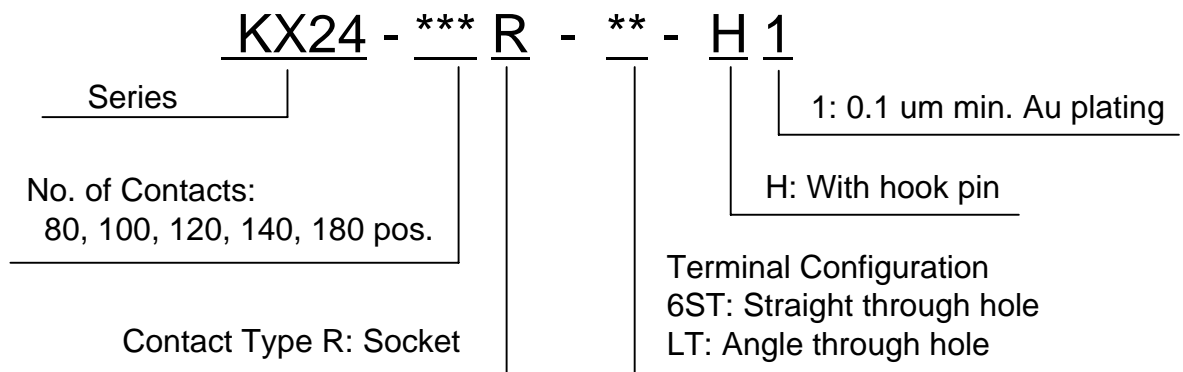 KX24 - *** R - ** - H 1
Series
1: 0.1 um min. Au plating
No. of Contacts:
80, 100, 120, 140, 180 pos.
H: With hook pin
Terminal Configuration
6ST: Straight through hole
LT: Angle through hole
Contact Type R: Socket